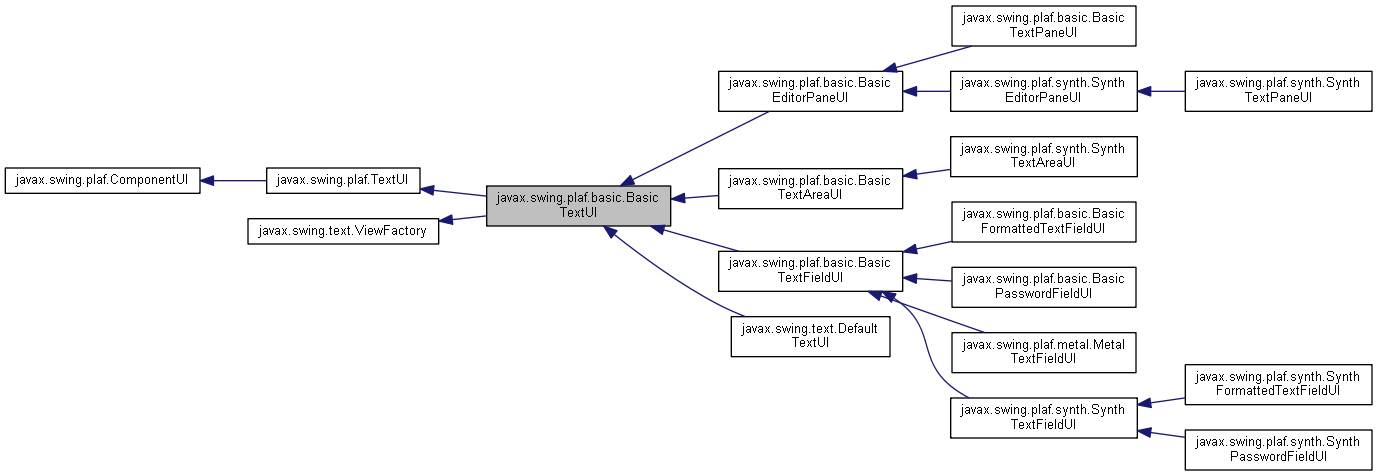 javax.swing.plaf.basic.Basic
TextPaneUI
javax.swing.plaf.basic.Basic
EditorPaneUI
javax.swing.plaf.synth.Synth
EditorPaneUI
javax.swing.plaf.synth.Synth
TextPaneUI
javax.swing.plaf.synth.Synth
TextAreaUI
javax.swing.plaf.ComponentUI
javax.swing.plaf.TextUI
javax.swing.plaf.basic.Basic
TextAreaUI
javax.swing.plaf.basic.Basic
TextUI
javax.swing.text.ViewFactory
javax.swing.plaf.basic.Basic
FormattedTextFieldUI
javax.swing.plaf.basic.Basic
TextFieldUI
javax.swing.plaf.basic.Basic
PasswordFieldUI
javax.swing.text.Default
TextUI
javax.swing.plaf.metal.Metal
TextFieldUI
javax.swing.plaf.synth.Synth
FormattedTextFieldUI
javax.swing.plaf.synth.Synth
TextFieldUI
javax.swing.plaf.synth.Synth
PasswordFieldUI